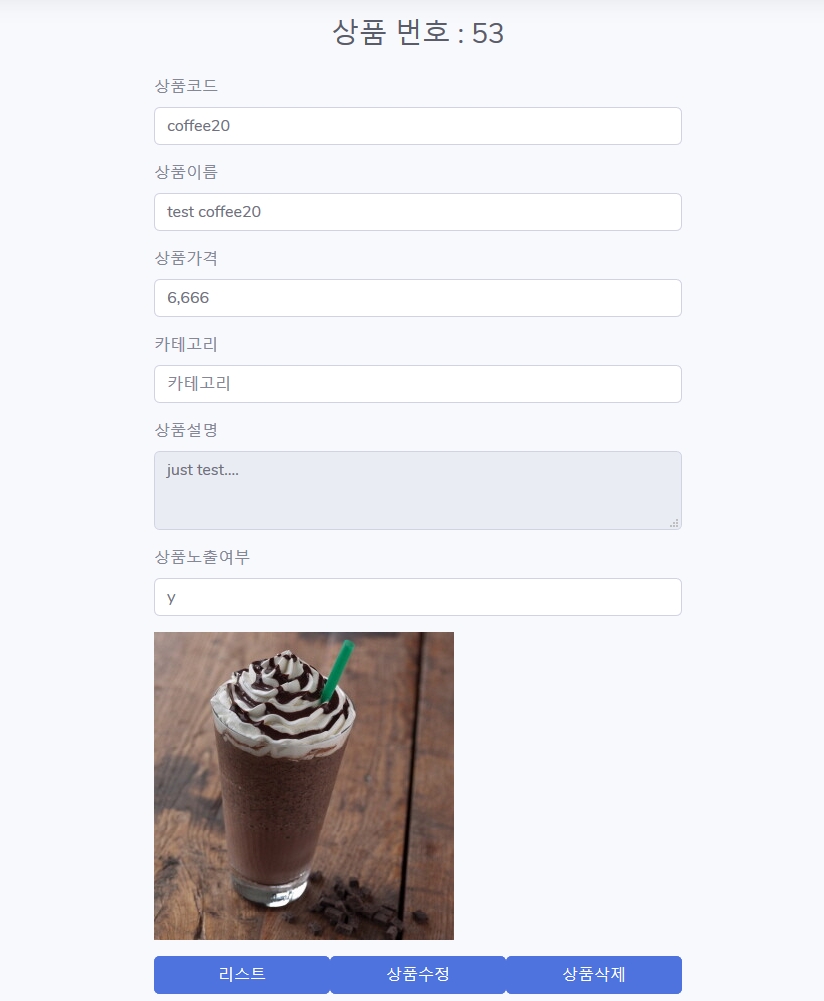 상품 번호 : 53
상품코드
coffee20
상품이름
test coffee20
상품가격
6,666
카테고리
카테고리
상품설명
just test....
상품노출여부
y
리스트
상품수정
상품삭제